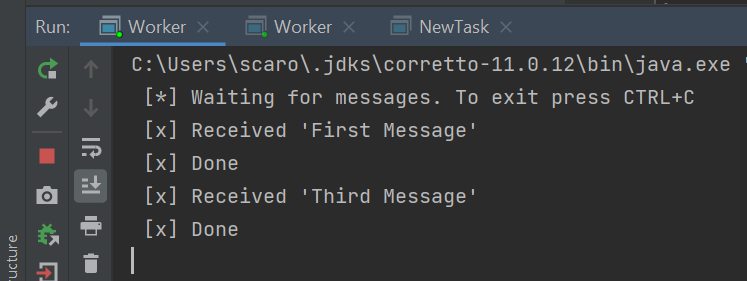 Run: Worker Worker NewTask
C:\Users\scaro\.jdks\corretto-11.0.12\bin\java.exe
[*] Waiting for messages. To exit press CTRL+C
[x] Received 'First Message'
[x] Done
[x] Received 'Third Message'
[x] Done
ructure